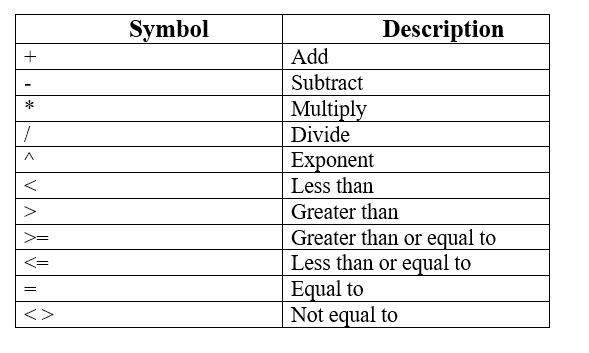 Symbol Description
+ Add
- Subtract
* Multiply
/ Divide
^ Exponent
< Less than
> Greater than
>= Greater than or equal to
<= Less than or equal to
= Equal to
< > Not equal to